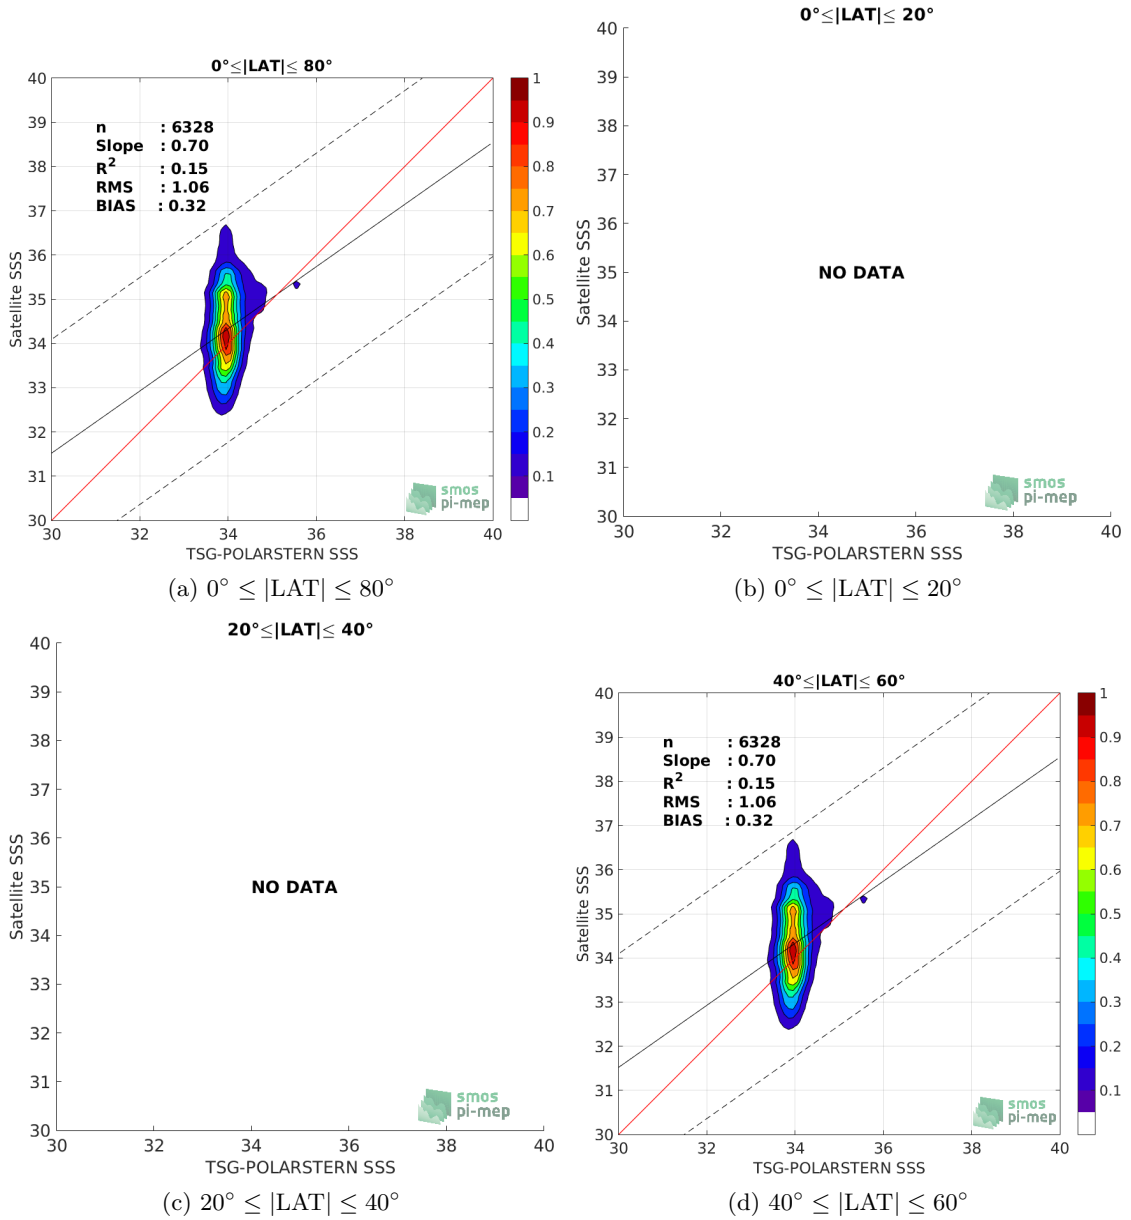 0°≤|LAT|≤ 80°
n : 6328
Slope : 0.70
R² : 0.15
RMS : 1.06
BIAS : 0.32
40
39
38
37
36
35
34
33
32
31
30
30 32 34 36 38 40
Satellite SSS
TSG-POLARSTERN SSS
1
0.9
0.8
0.7
0.6
0.5
0.4
0.3
0.2
0.1
smos
pi-mep
(a) 0° ≤ |LAT| ≤ 80°
0°≤|LAT|≤ 20°
40
39
38
37
36
35
34
33
32
31
30
30 32 34 36 38 40
Satellite SSS
NO DATA
TSG-POLARSTERN SSS
smos
pi-mep
(b) 0° ≤ |LAT| ≤ 20°
20°≤|LAT|≤ 40°
40
39
38
37
36
35
34
33
32
31
30
30 32 34 36 38 40
Satellite SSS
NO DATA
TSG-POLARSTERN SSS
smos
pi-mep
(c) 20° ≤ |LAT| ≤ 40°
40°≤|LAT|≤ 60°
n : 6328
Slope : 0.70
R² : 0.15
RMS : 1.06
BIAS : 0.32
40
39
38
37
36
35
34
33
32
31
30
30 32 34 36 38 40
Satellite SSS
TSG-POLARSTERN SSS
1
0.9
0.8
0.7
0.6
0.5
0.4
0.3
0.2
0.1
smos
pi-mep
(d) 40° ≤ |LAT| ≤ 60°